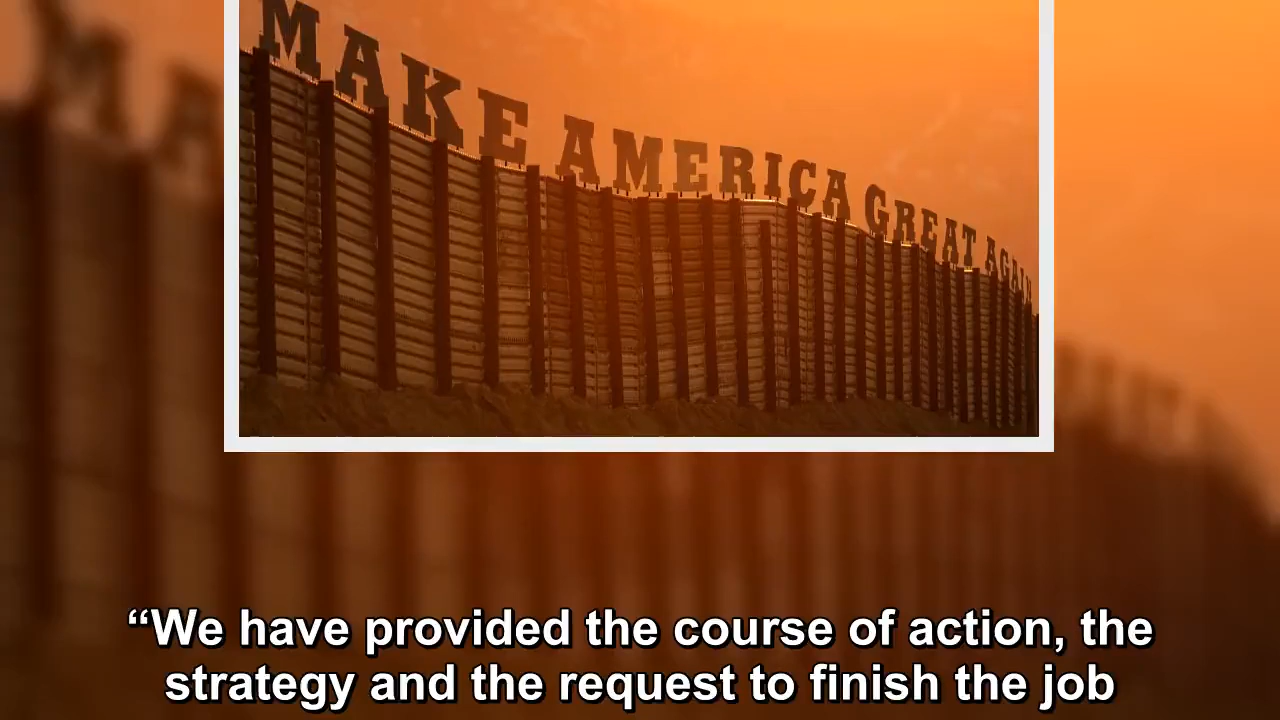 MAKE AMERICA GREAT AGAIN
“We have provided the course of action, the
strategy and the request to finish the job